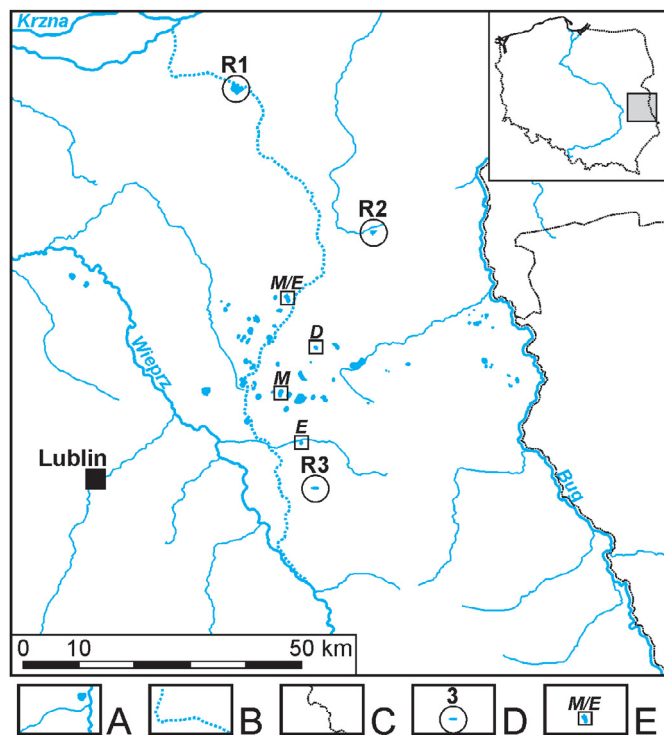 Krzna
R1
R2
M/E
D
Wieprz
M
E
Lublin
R3
Bug
0 10 50 km
A B C 3 D M/E E